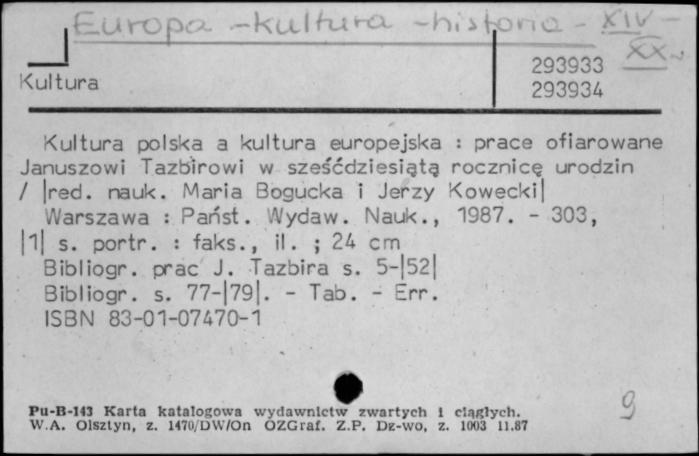 Europa - kultura - historia - XIV -
XX w
Kultura
293933
293934
Kultura polska a kultura europejska : prace ofiarowane
Januszowi Tazbirowi w sześćdziesiątą rocznicę urodzin
/ |red. nauk. Maria Bogucka i Jerzy Kowecki|
Warszawa : Państ. Wydaw. Nauk., 1987. - 303,
|1| s. portr. : faks., il. ; 24 cm
Bibliogr. prac J. Tazbira s. 5-|52|
Bibliogr. s. 77-|79|. - Tab. - Err.
ISBN 83-01-07470-1
Pu-B-143 Karta katalogowa wydawnictw zwartych i ciągłych.
W.A. Olsztyn, z. 1470/DW/On OZGraf. Z.P. Dz-wo, z. 1003 11.87
9